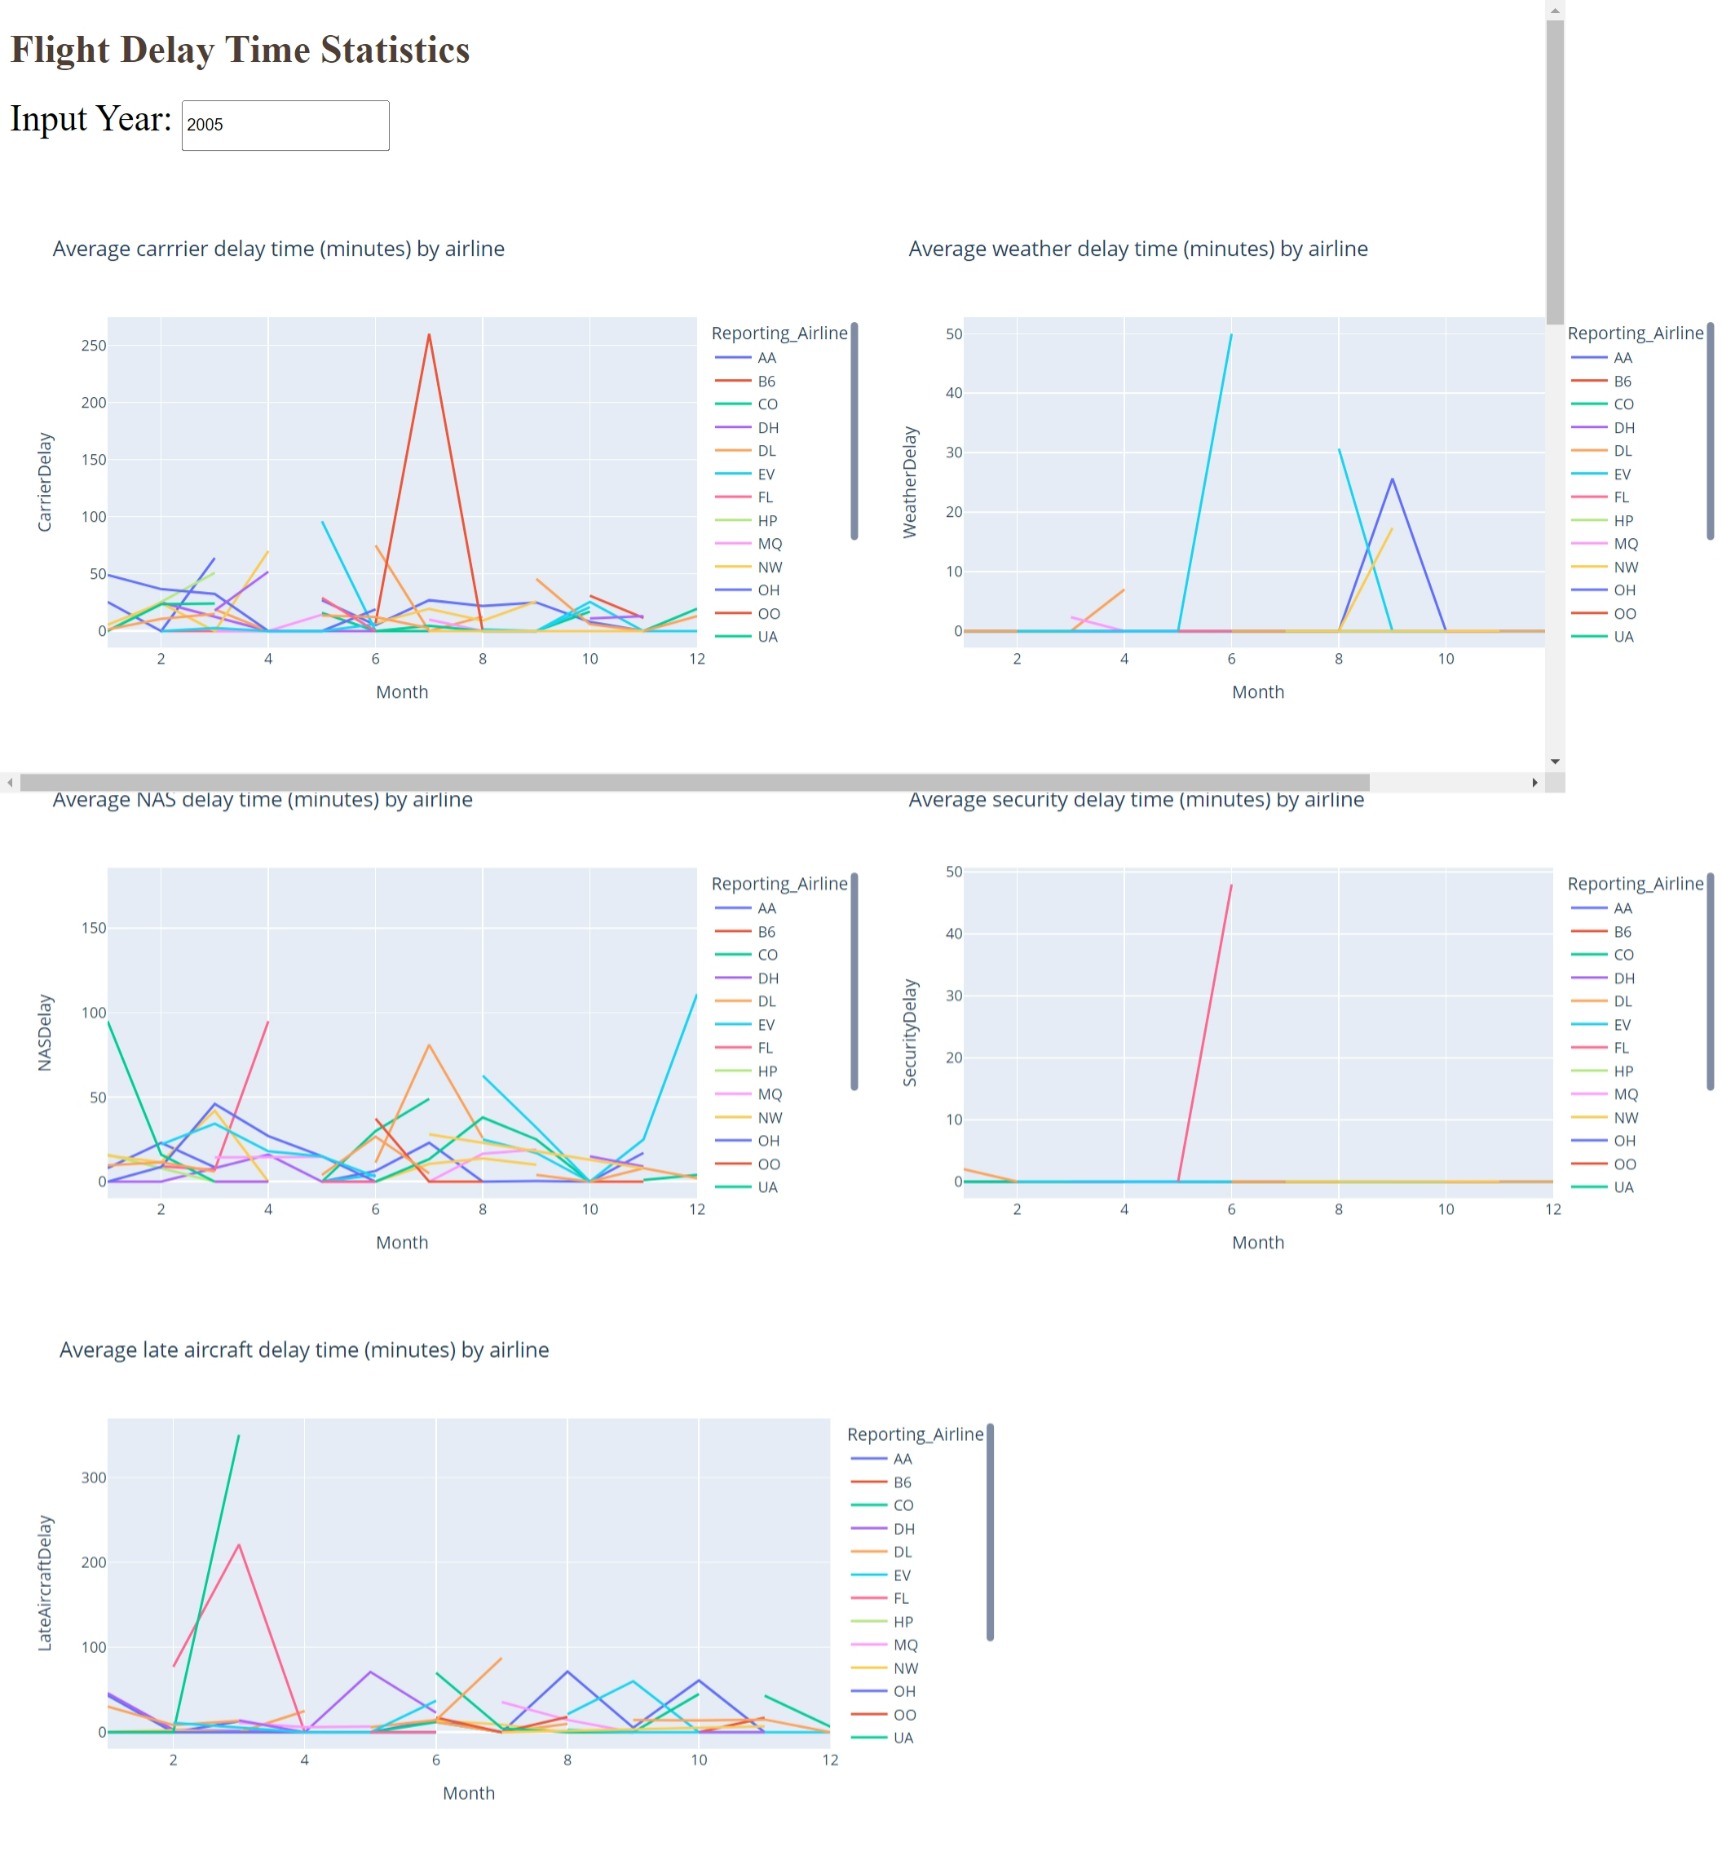 Flight Delay Time Statistics
Input Year: 2005
Average carrrier delay time (minutes) by airline
CarrierDelay
250
200
150
100
50
0
2 4 6 8 10 12
Month
Reporting_Airline
AA
B6
CO
DH
DL
EV
FL
HP
MQ
NW
OH
OO
UA
Average weather delay time (minutes) by airline
WeatherDelay
50
40
30
20
10
0
2 4 6 8 10
Month
Reporting_Airline
AA
B6
CO
DH
DL
EV
FL
HP
MQ
NW
OH
OO
UA
Average NAS delay time (minutes) by airline
NASDelay
150
100
50
0
2 4 6 8 10 12
Month
Reporting_Airline
AA
B6
CO
DH
DL
EV
FL
HP
MQ
NW
OH
OO
UA
Average security delay time (minutes) by airline
SecurityDelay
50
40
30
20
10
0
2 4 6 8 10 12
Month
Reporting_Airline
AA
B6
CO
DH
DL
EV
FL
HP
MQ
NW
OH
OO
UA
Average late aircraft delay time (minutes) by airline
LateAircraftDelay
300
200
100
0
2 4 6 8 10 12
Month
Reporting_Airline
AA
B6
CO
DH
DL
EV
FL
HP
MQ
NW
OH
OO
UA